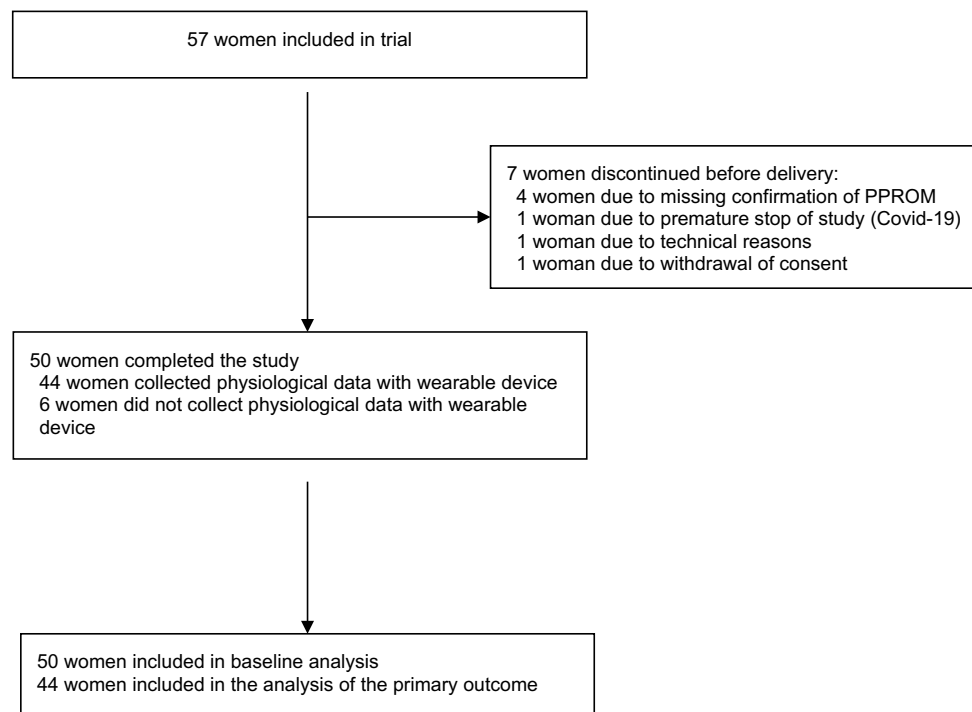 57 women included in trial
7 women discontinued before delivery:
4 women due to missing confirmation of PPROM
1 woman due to premature stop of study (Covid-19)
1 woman due to technical reasons
1 woman due to withdrawal of consent
50 women completed the study
44 women collected physiological data with wearable device
6 women did not collect physiological data with wearable
device
50 women included in baseline analysis
44 women included in the analysis of the primary outcome